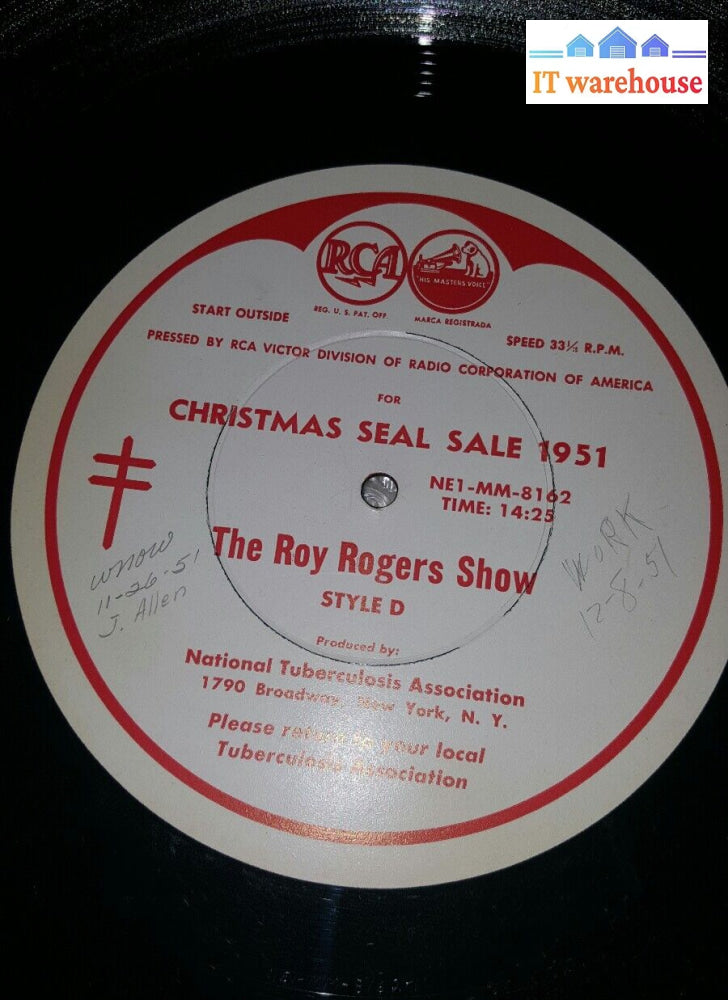 IT warehouse
RCA
"HIS MASTERS VOICE"
REG. U. S. PAT. OFF.
MARCA REGISTRADA
START OUTSIDE
SPEED 33⅓ R.P.M.
PRESSED BY RCA VICTOR DIVISION OF RADIO CORPORATION OF AMERICA
FOR
CHRISTMAS SEAL SALE 1951
NE1-MM-8162
TIME: 14:25
The Roy Rogers Show
STYLE D
wnow
11-26-51
J. Allen
WORK
12-8-51
Produced by:
National Tuberculosis Association
1790 Broadway, New York, N. Y.
Please return to your local
Tuberculosis Association